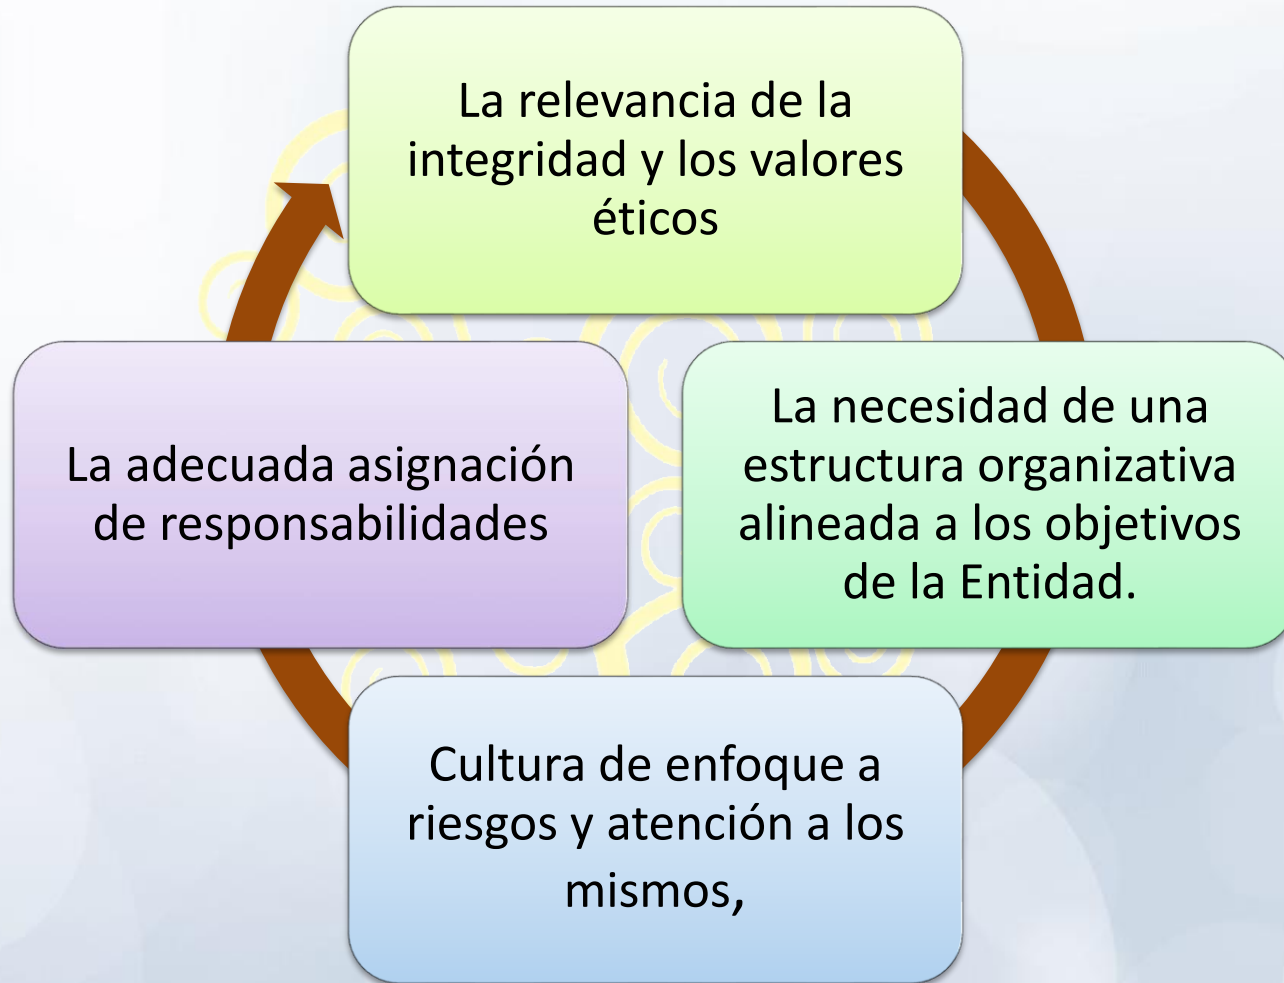 La relevancia de la
integridad y los valores
éticos
La necesidad de una
estructura organizativa
alineada a los objetivos
de la Entidad.
Cultura de enfoque a
riesgos y atención a los
mismos,
La adecuada asignación
de responsabilidades